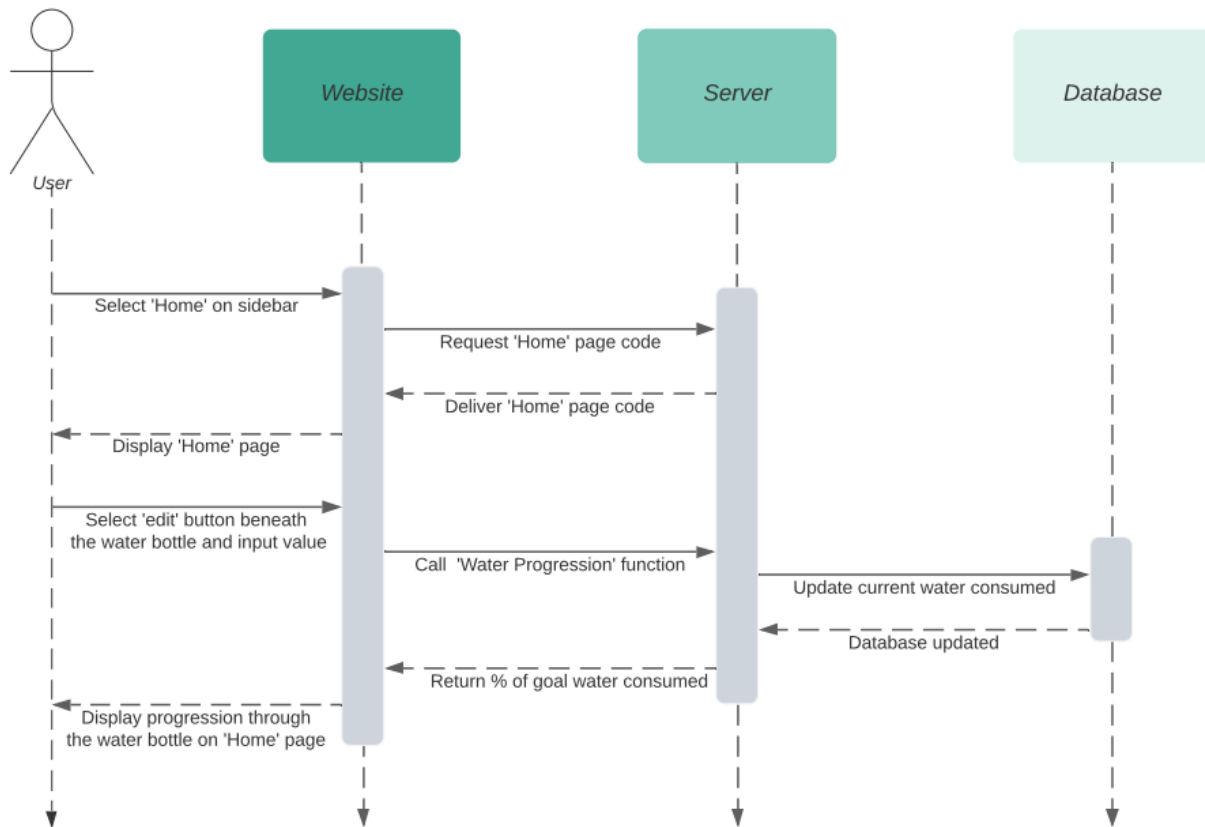 Website
Server
Database
User
Select 'Home' on sidebar
Request 'Home' page code
Deliver 'Home' page code
Display 'Home' page
Select 'edit' button beneath
the water bottle and input value
Call 'Water Progression' function
Update current water consumed
Database updated
Return % of goal water consumed
Display progression through
the water bottle on 'Home' page